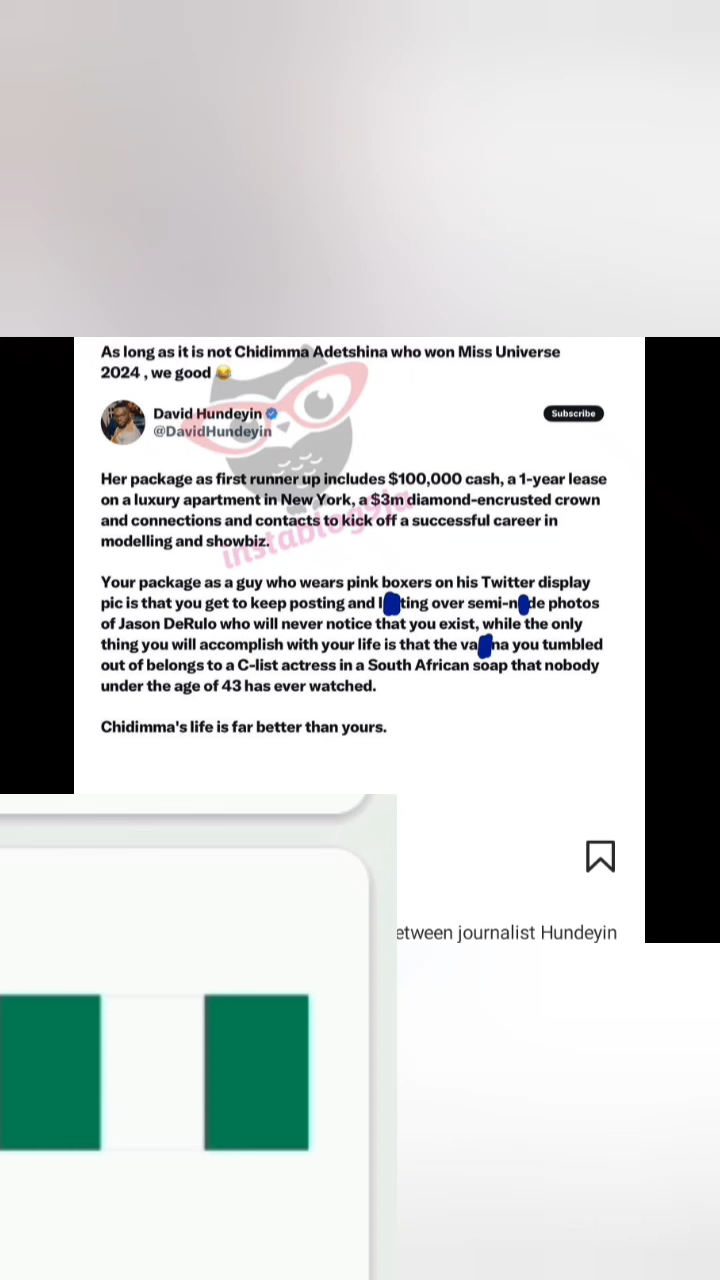 As long as it is not Chidimma Adetshina who won Miss Universe
2024 , we good 😂
David Hundeyin
@DavidHundeyin
Subscribe
Her package as first runner up includes $100,000 cash, a 1-year lease
on a luxury apartment in New York, a $3m diamond-encrusted crown
and connections and contacts to kick off a successful career in
modelling and showbiz.
instablog9ja
Your package as a guy who wears pink boxers on his Twitter display
pic is that you get to keep posting and l ting over semi-n de photos
of Jason DeRulo who will never notice that you exist, while the only
thing you will accomplish with your life is that the va na you tumbled
out of belongs to a C-list actress in a South African soap that nobody
under the age of 43 has ever watched.
Chidimma's life is far better than yours.
etween journalist Hundeyin